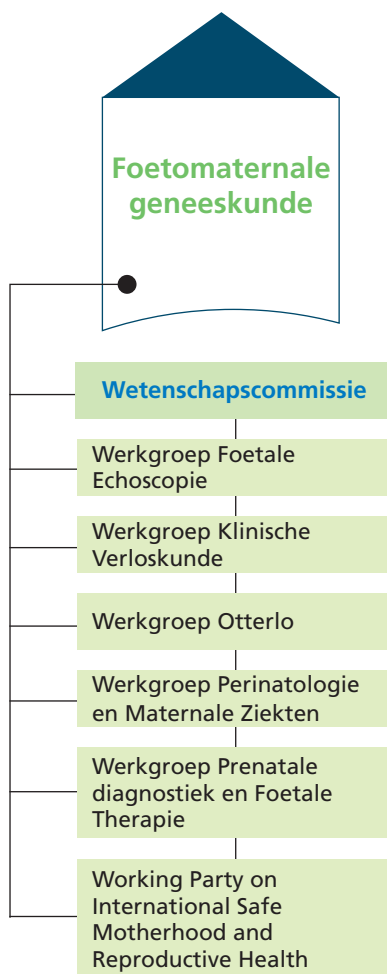 Foetomaternale
geneeskunde
Wetenschapscommissie
Werkgroep Foetale
Echoscopie
Werkgroep Klinische
Verloskunde
Werkgroep Otterlo
Werkgroep Perinatologie
en Maternale Ziekten
Werkgroep Prenatale
diagnostiek en Foetale
Therapie
Working Party on
International Safe
Motherhood and
Reproductive Health